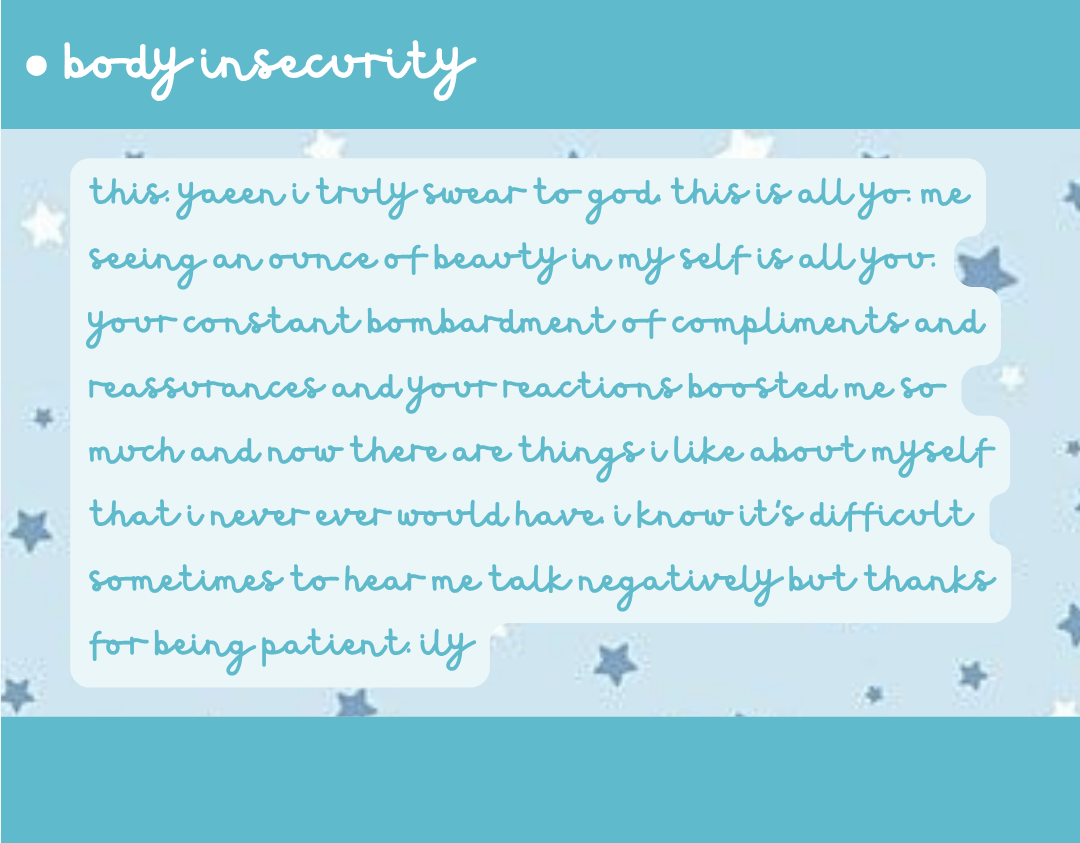 • body insecurity
this. yaeen i truly swear to god. this is all yo. me
seeing an ounce of beauty in my self is all you.
your constant bombardment of compliments and
reassurances and your reactions boosted me so
much and now there are things i like about myself
that i never ever would have. i know it's difficult
sometimes to hear me talk negatively but thanks
for being patient. ily